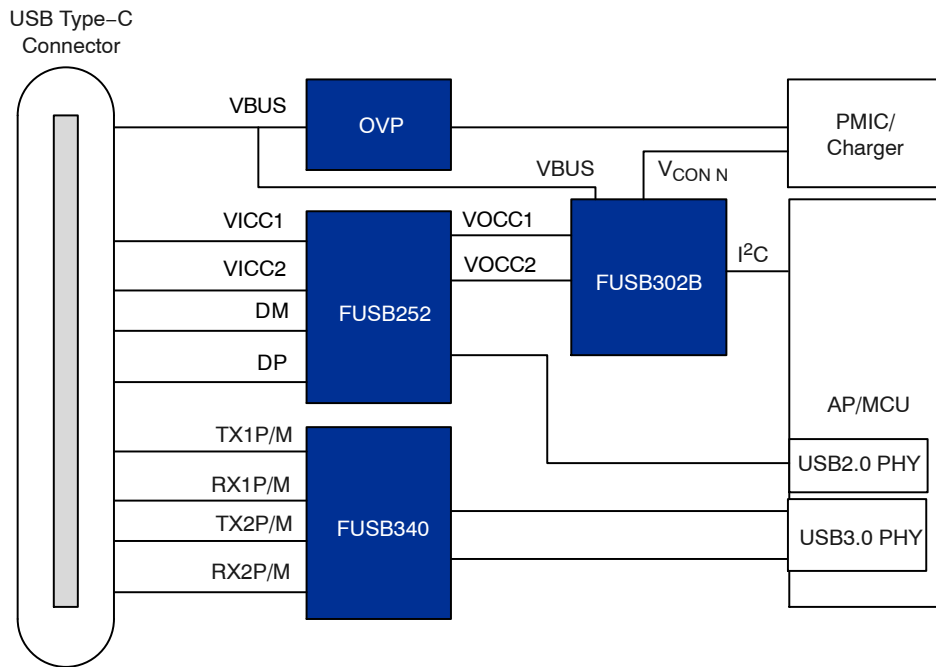 USB Type–C
Connector
VBUS
OVP
PMIC/
Charger
VBUS
V_CON N
VICC1
VOCC1
VICC2
VOCC2
I²C
FUSB302B
DM
FUSB252
DP
AP/MCU
TX1P/M
USB2.0 PHY
RX1P/M
TX2P/M
FUSB340
USB3.0 PHY
RX2P/M